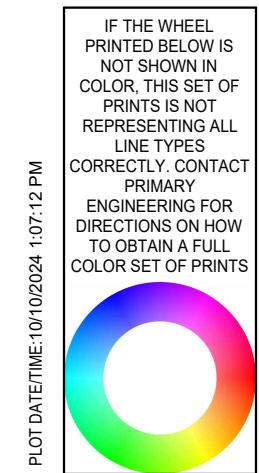 IF THE WHEEL
PRINTED BELOW IS
NOT SHOWN IN
COLOR, THIS SET OF
PRINTS IS NOT
REPRESENTING ALL
LINE TYPES
CORRECTLY. CONTACT
PRIMARY
ENGINEERING FOR
DIRECTIONS ON HOW
TO OBTAIN A FULL
COLOR SET OF PRINTS
PLOT DATE/TIME:10/10/2024 1:07:12 PM